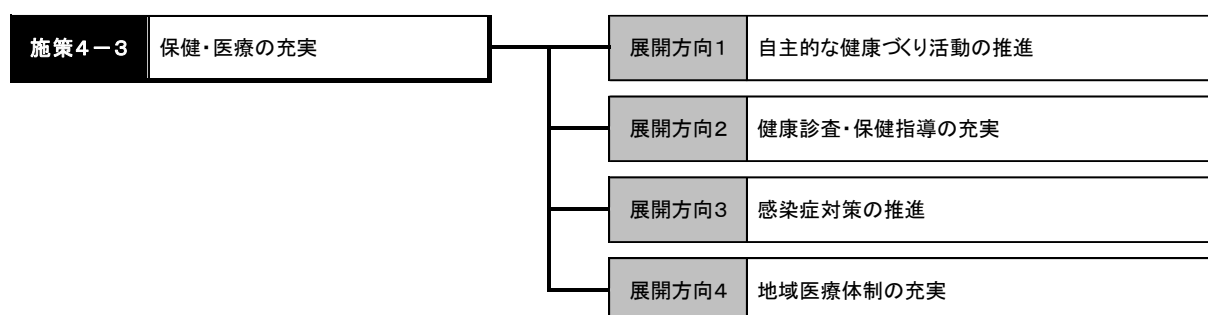 施策４－３ 保健・医療の充実
展開方向１ 自主的な健康づくり活動の推進
展開方向２ 健康診査・保健指導の充実
展開方向３ 感染症対策の推進
展開方向４ 地域医療体制の充実